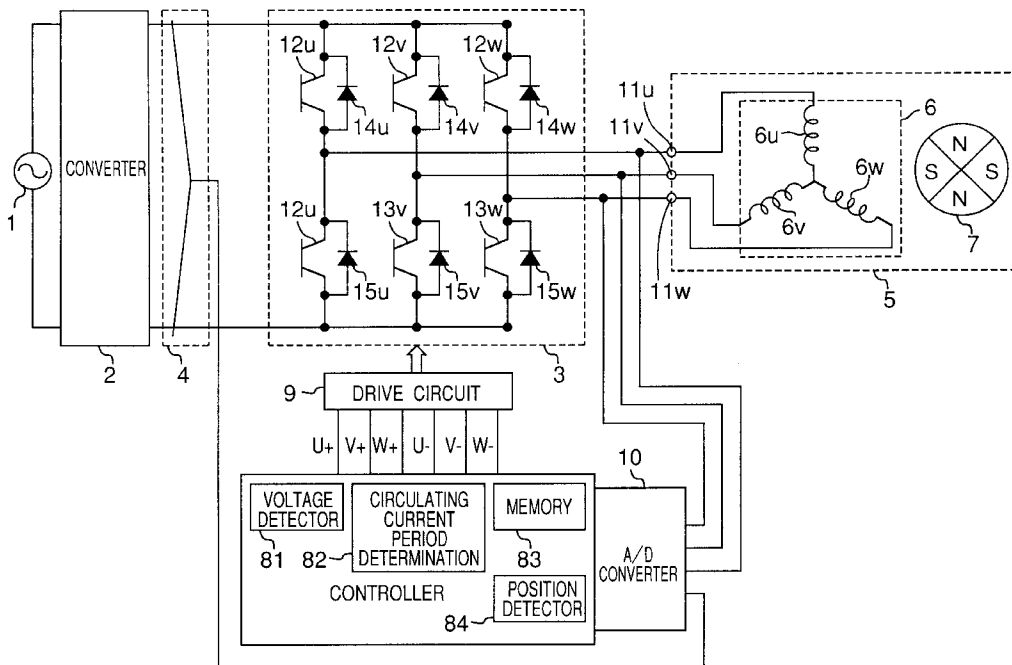 12u 12v 12w
14u 14v 14w
11u
11v
6
6u 6w
6v
N
S S
N
7
CONVERTER
1
12u 13v 13w
15u 15v 15w
11w
5
2 4 3
9 DRIVE CIRCUIT
U+ V+ W+ U- V- W-
10
VOLTAGE
DETECTOR
81
CIRCULATING
CURRENT
PERIOD
DETERMINATION
82
MEMORY
83
A/D
CONVERTER
CONTROLLER
POSITION
DETECTOR
84